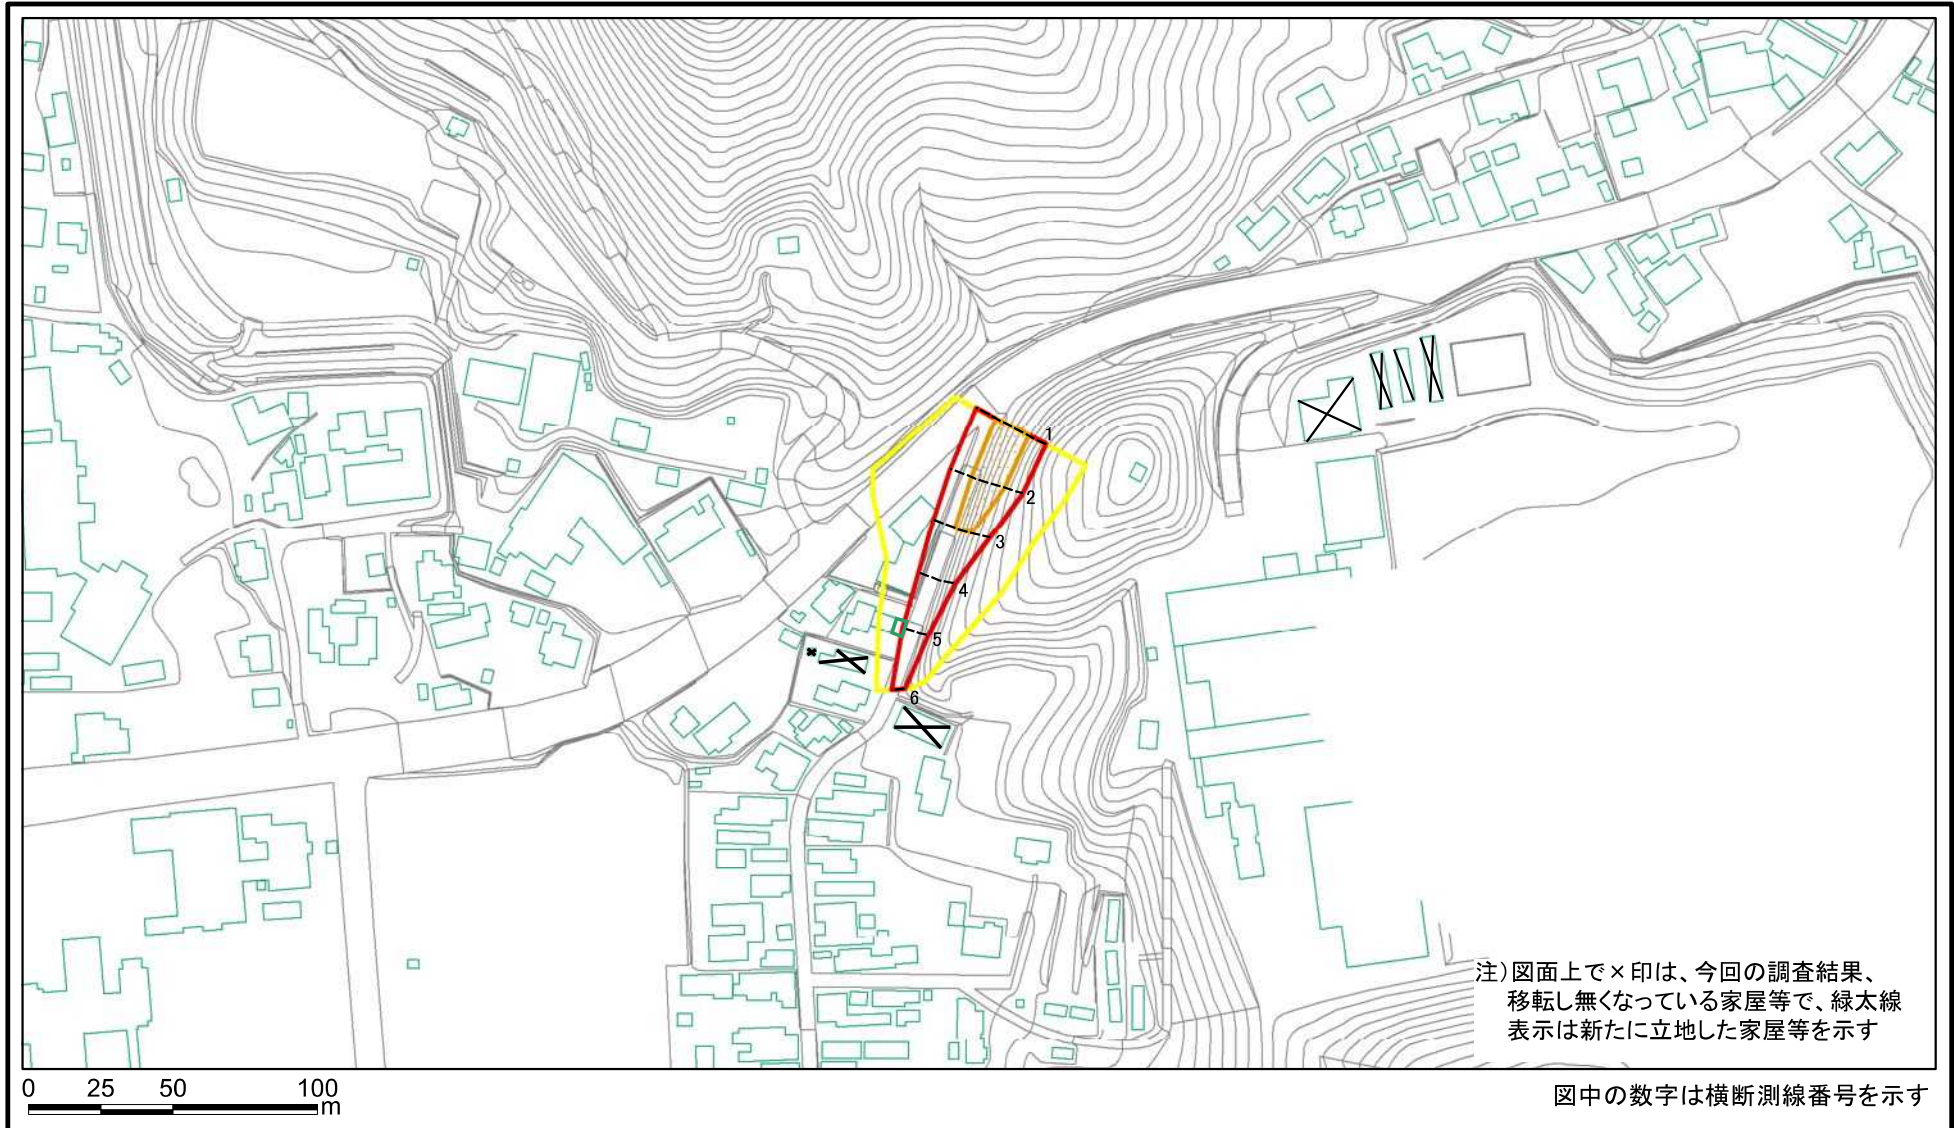 1
2
3
4
5
6
注）図面上で×印は、今回の調査結果、
移転し無くなっている家屋等で、緑太線
表示は新たに立地した家屋等を示す
0 25 50 100
m
図中の数字は横断測線番号を示す